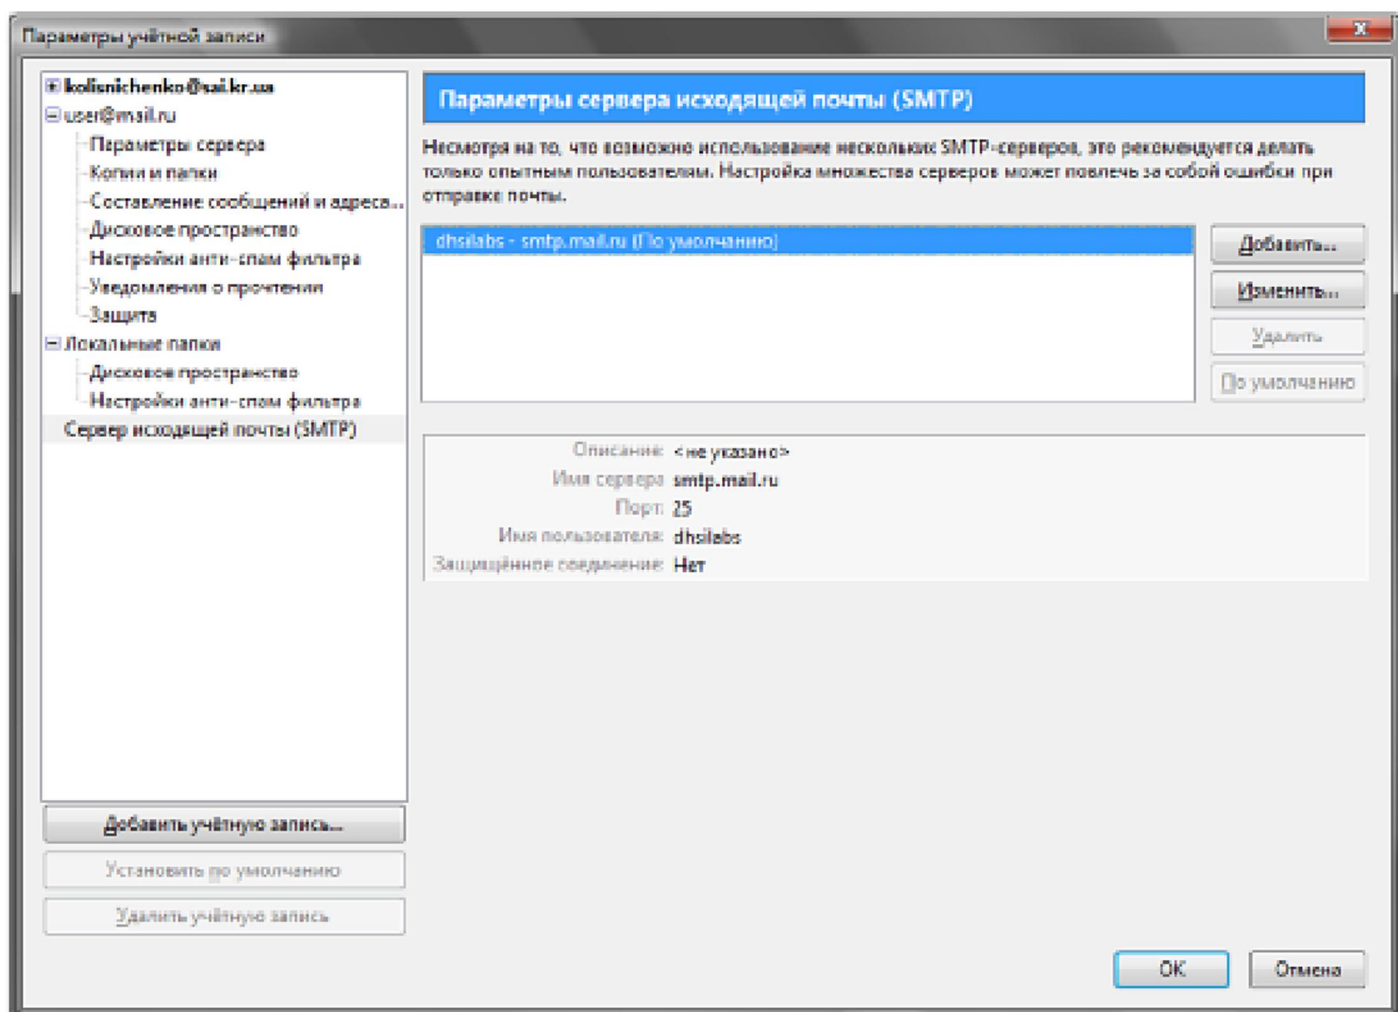 Параметры учётной записи
kolisnichenko@sai.kr.ua
user@mail.ru
Параметры сервера
Копии и папки
Составление сообщений и адреса...
Дисковое пространство
Настройки анти-спам фильтра
Уведомления о прочтении
Защита
Локальные папки
Дисковое пространство
Настройки анти-спам фильтра
Сервер исходящей почты (SMTP)
Добавить учётную запись...
Установить по умолчанию
Удалить учётную запись
Параметры сервера исходящей почты (SMTP)
Несмотря на то, что возможно использование нескольких SMTP-серверов, это рекомендуется делать
только опытным пользователям. Настройка множества серверов может повлечь за собой ошибки при
отправке почты.
dhsilabs - smtp.mail.ru (По умолчанию)
Добавить...
Изменить...
Удалить
По умолчанию
Описание: <не указано>
Имя сервера smtp.mail.ru
Порт: 25
Имя пользователя: dhsilabs
Защищённое соединение: Нет
OK
Отмена